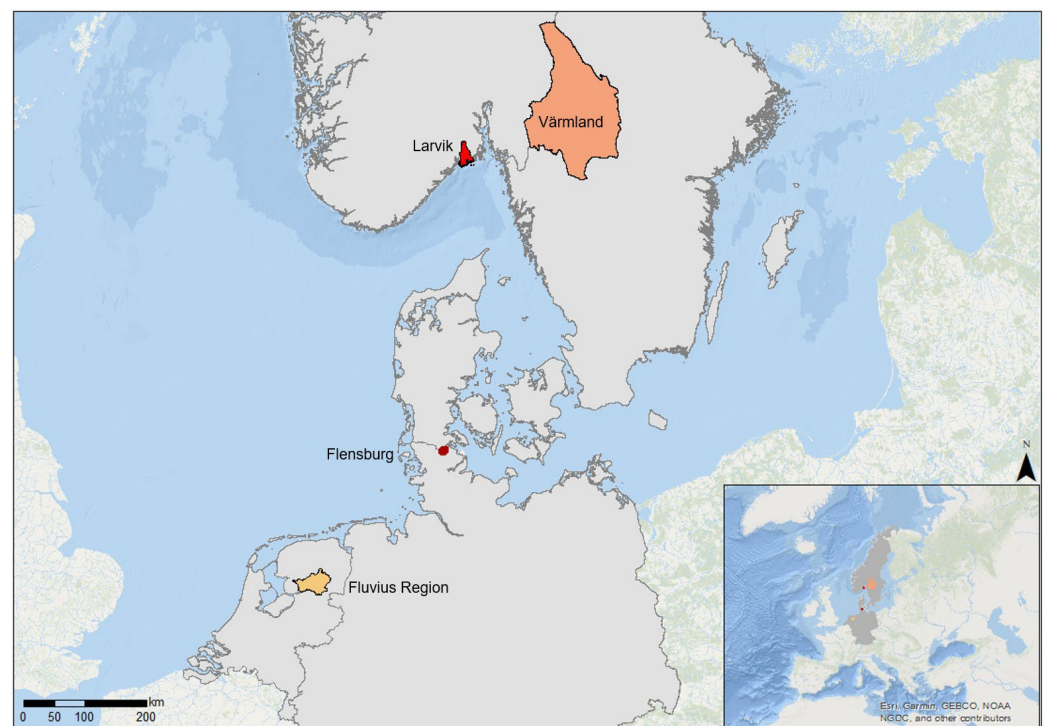 Värmland
Larvik
Flensburg
Fluvius Region
N
km
0 50 100 200
Esri, Garmin, GEBCO, NOAA
NGDC, and other contributors